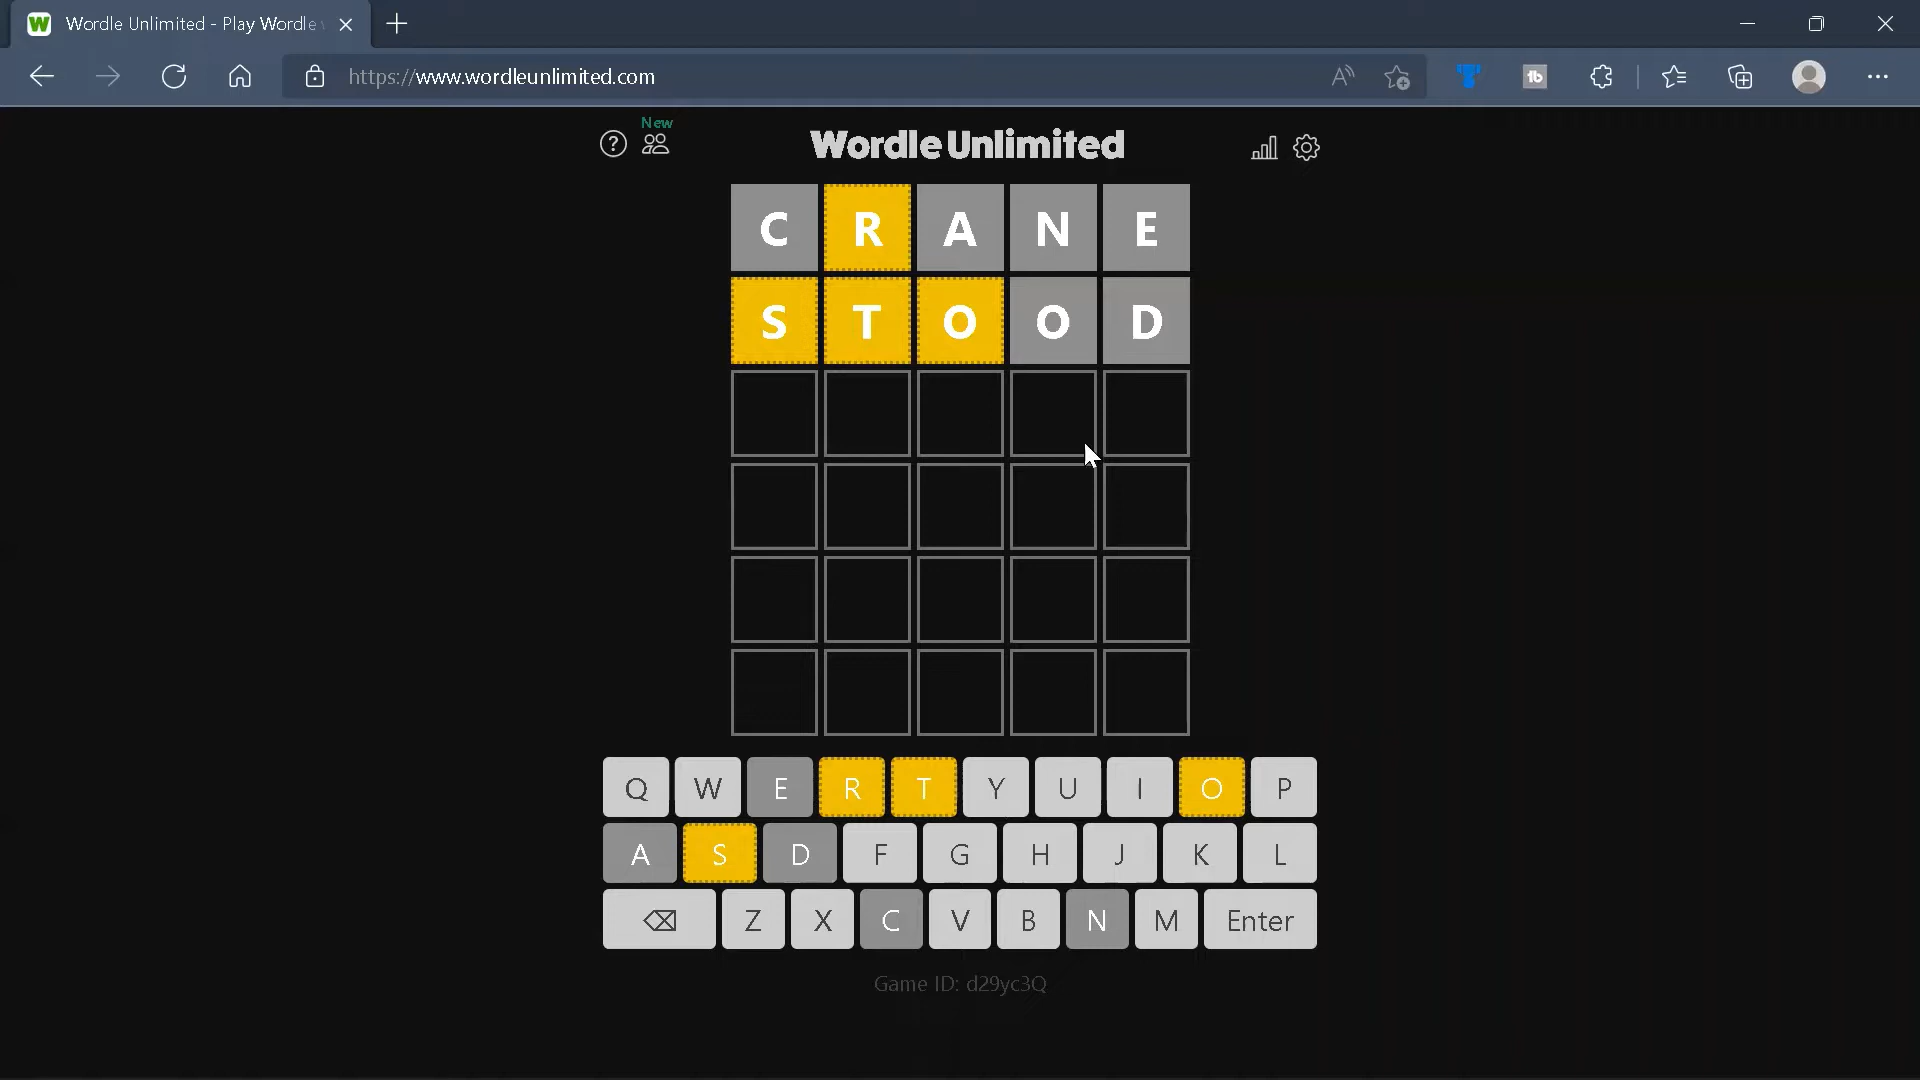 Wordle Unlimited - Play Wordle
https://www.wordleunlimited.com
New
Wordle Unlimited
C R A N E
S T O O D
Q W E R T Y U I O P
A S D F G H J K L
Z X C V B N M Enter
Game ID: d29yc3Q